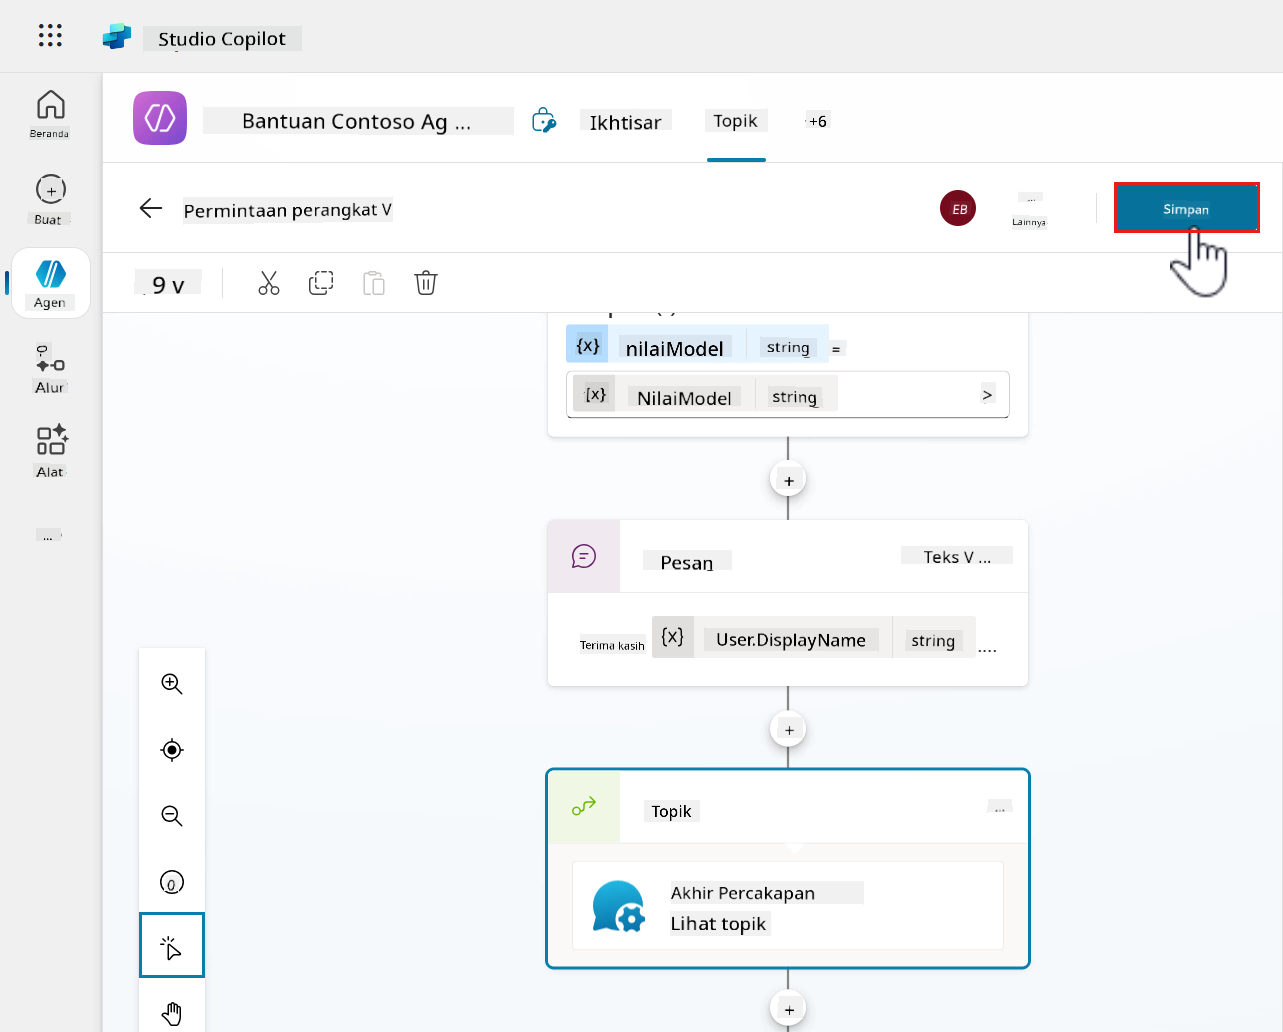 Studio Copilot
Beranda
Buat
Agen
Alur
Alat
...
Bantuan Contoso Ag ...
Ikhtisar
Topik
+6
Permintaan perangkat V
EB
Lainnya
Simpan
9 v
{x} nilaiModel string =
{x} NilaiModel string >
+
Pesan
Teks V ...
Terima kasih {x} User.DisplayName string ....
+
Topik
...
Akhir Percakapan
Lihat topik
+